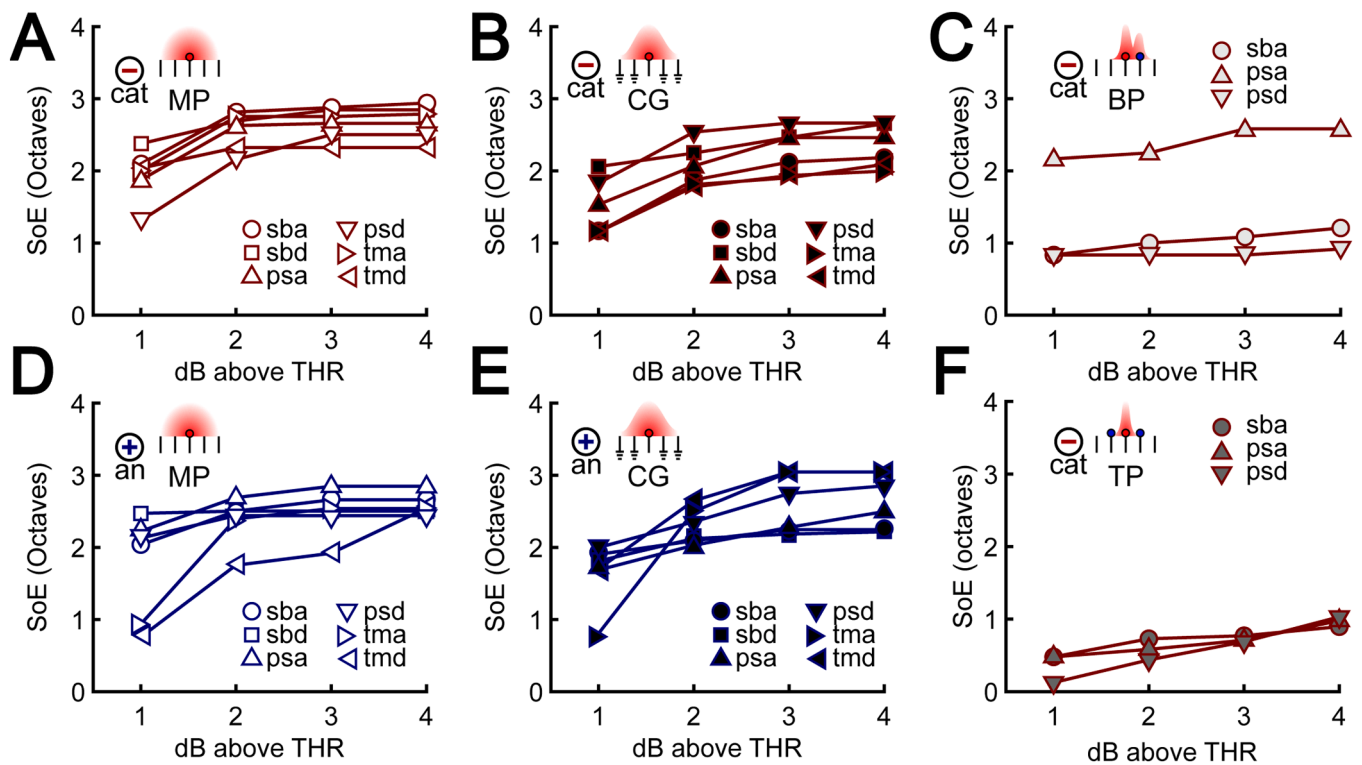 A
cat
MP
SoE (Octaves)
4
3
2
1
0
sba
sbd
psa
psd
tma
tmd
1 2 3 4
dB above THR
B
cat
CG
SoE (Octaves)
4
3
2
1
0
sba
sbd
psa
psd
tma
tmd
1 2 3 4
dB above THR
C
cat
BP
sba
psa
psd
SoE (Octaves)
4
3
2
1
0
1 2 3 4
dB above THR
D
+
an
MP
SoE (Octaves)
4
3
2
1
0
sba
sbd
psa
psd
tma
tmd
1 2 3 4
dB above THR
E
+
an
CG
SoE (Octaves)
4
3
2
1
0
sba
sbd
psa
psd
tma
tmd
1 2 3 4
dB above THR
F
cat
TP
sba
psa
psd
SoE (octaves)
4
3
2
1
0
1 2 3 4
dB above THR